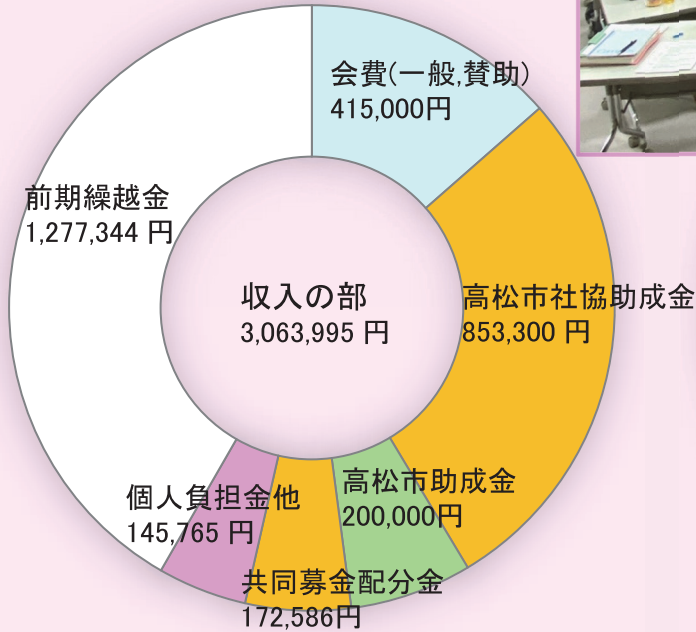 会費(一般,賛助)
415,000円
前期繰越金
1,277,344 円
収入の部
3,063,995 円
高松市社協助成金
853,300 円
高松市助成金
200,000円
個人負担金他
145,765 円
共同募金配分金
172,586円